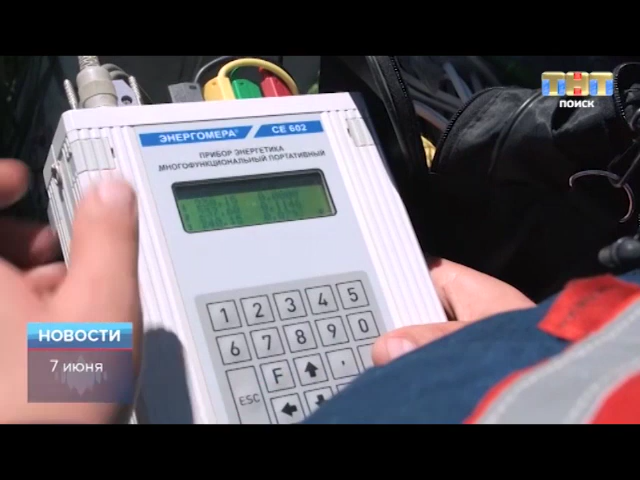 ТНТ
ПОИСК
ЭНЕРГОМЕРА® CE 602
ПРИБОР ЭНЕРГЕТИКА
МНОГОФУНКЦИОНАЛЬНЫЙ ПОРТАТИВНЫЙ
1 2 3 4 5
6 7 8 9 0
F ,
ESC
НОВОСТИ
7 июня